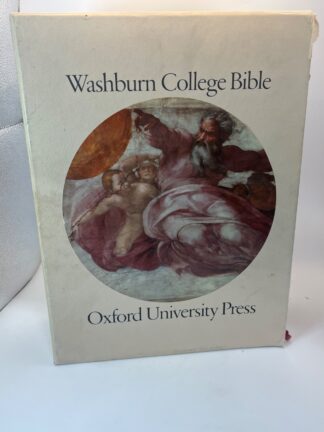 Washburn College Bible
Oxford University Press